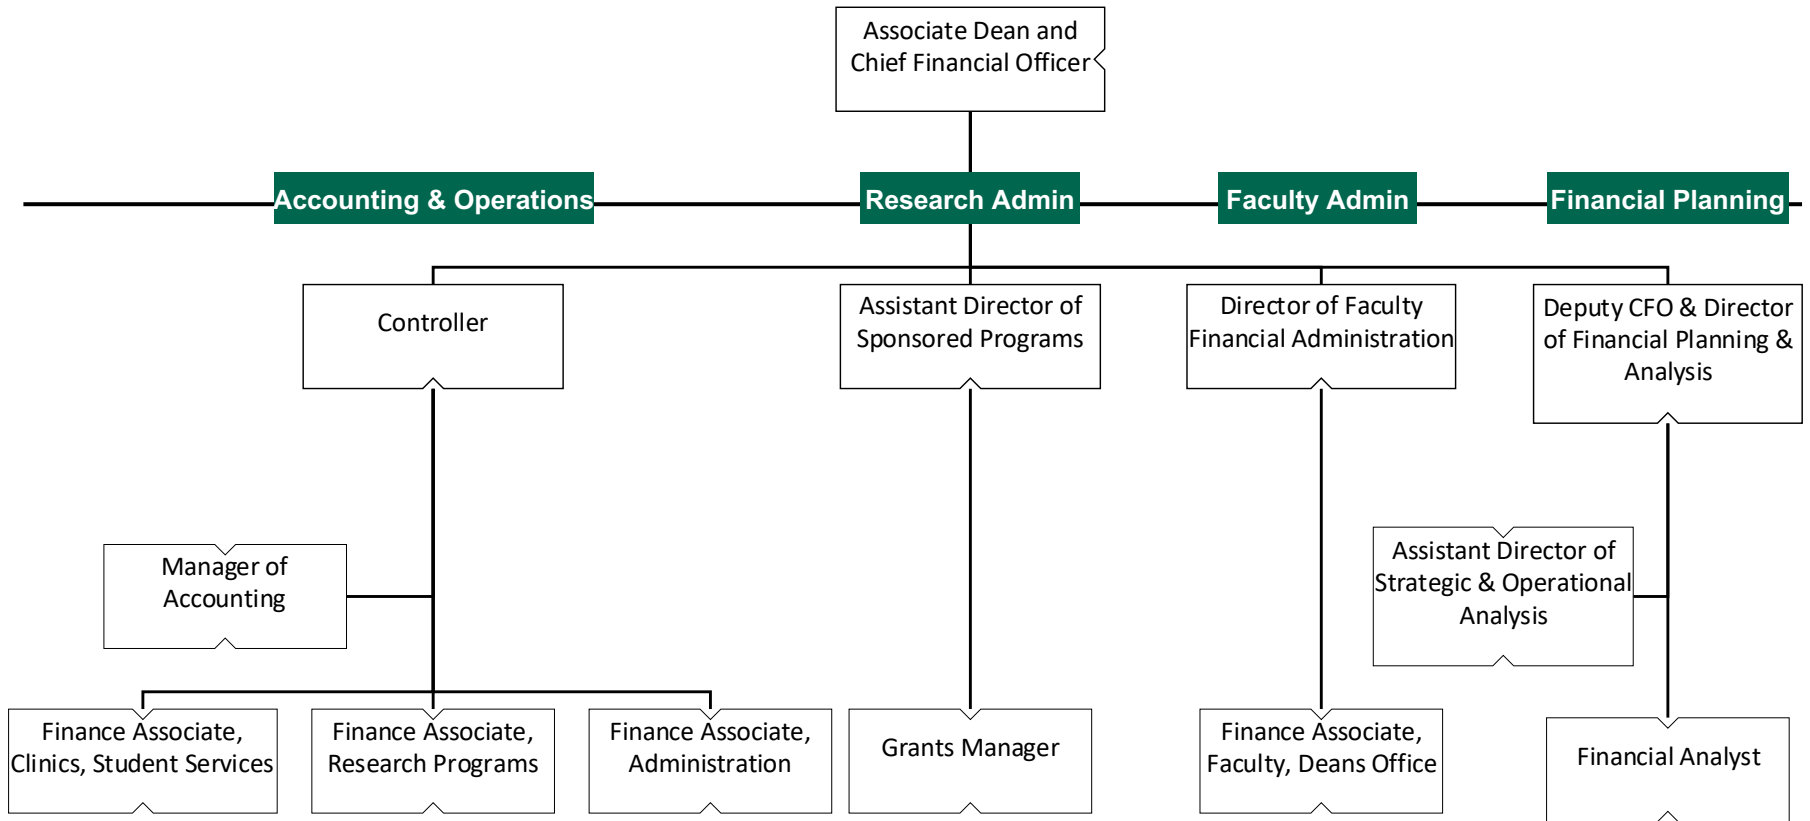 Associate Dean and
Chief Financial Officer
Accounting & Operations
Research Admin
Faculty Admin
Financial Planning
Controller
Assistant Director of
Sponsored Programs
Director of Faculty
Financial Administration
Deputy CFO & Director
of Financial Planning &
Analysis
Manager of
Accounting
Assistant Director of
Strategic & Operational
Analysis
Finance Associate,
Clinics, Student Services
Finance Associate,
Research Programs
Finance Associate,
Administration
Grants Manager
Finance Associate,
Faculty, Deans Office
Financial Analyst